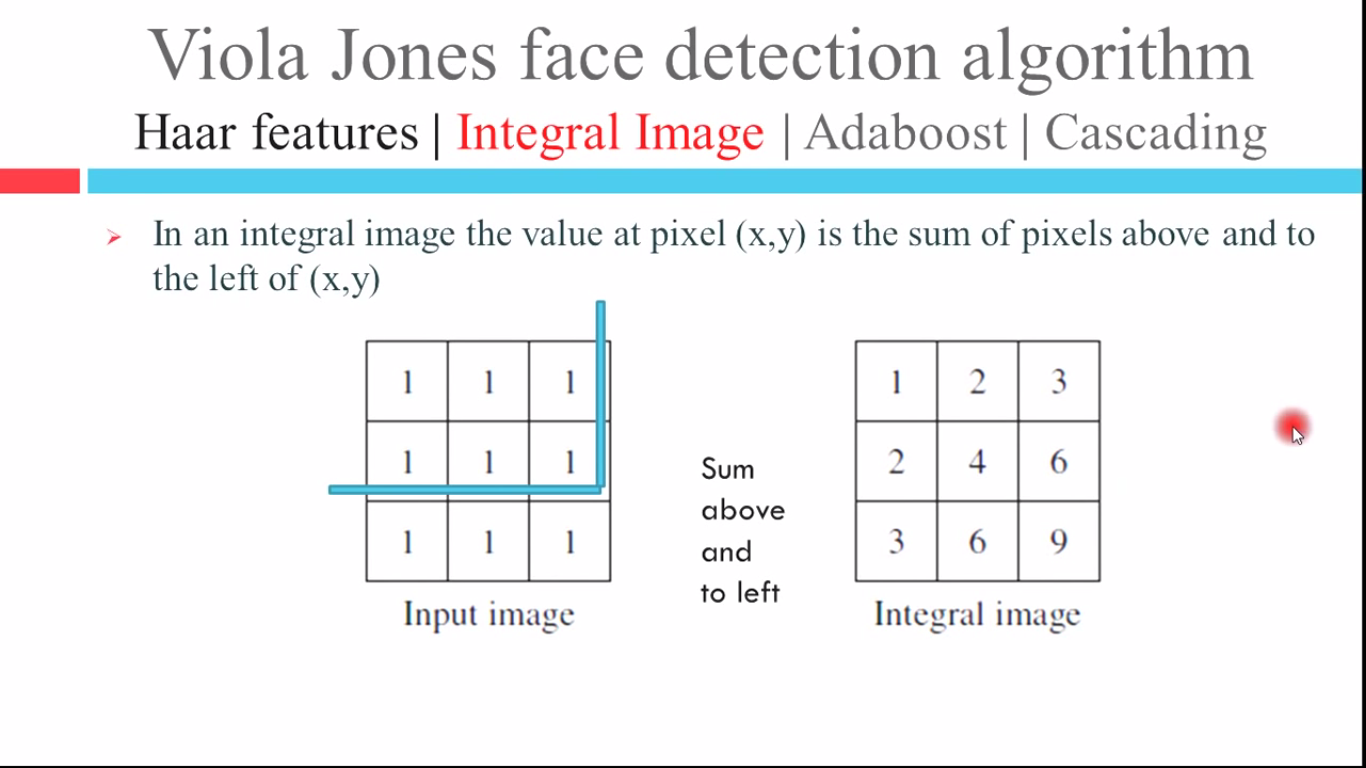 Viola Jones face detection algorithm
Haar features | Integral Image | Adaboost | Cascading
In an integral image the value at pixel (x,y) is the sum of pixels above and to
the left of (x,y)
1 1 1
1 1 1
1 1 1
Input image
Sum
above
and
to left
1 2 3
2 4 6
3 6 9
Integral image